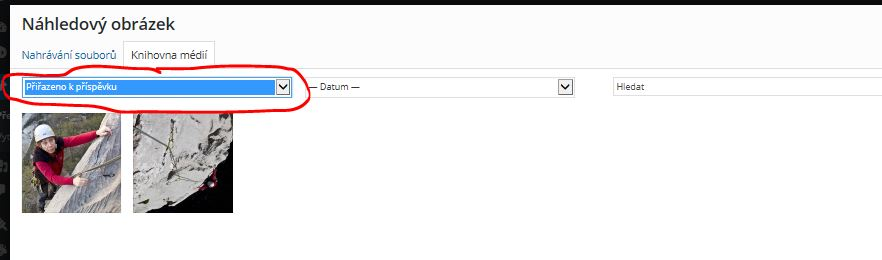 Náhledový obrázek
Nahrávání souborů Knihovna médií
Přiřazeno k příspěvku — Datum — Hledat